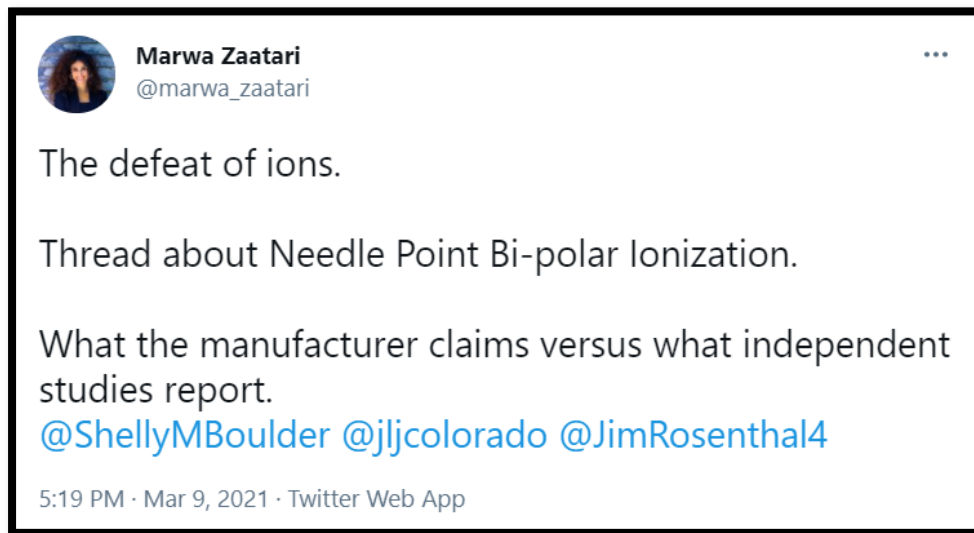 Marwa Zaatari
@marwa_zaatari
The defeat of ions.
Thread about Needle Point Bi-polar Ionization.
What the manufacturer claims versus what independent
studies report.
@ShellyMBoulder @jljcolorado @JimRosenthal4
5:19 PM · Mar 9, 2021 · Twitter Web App